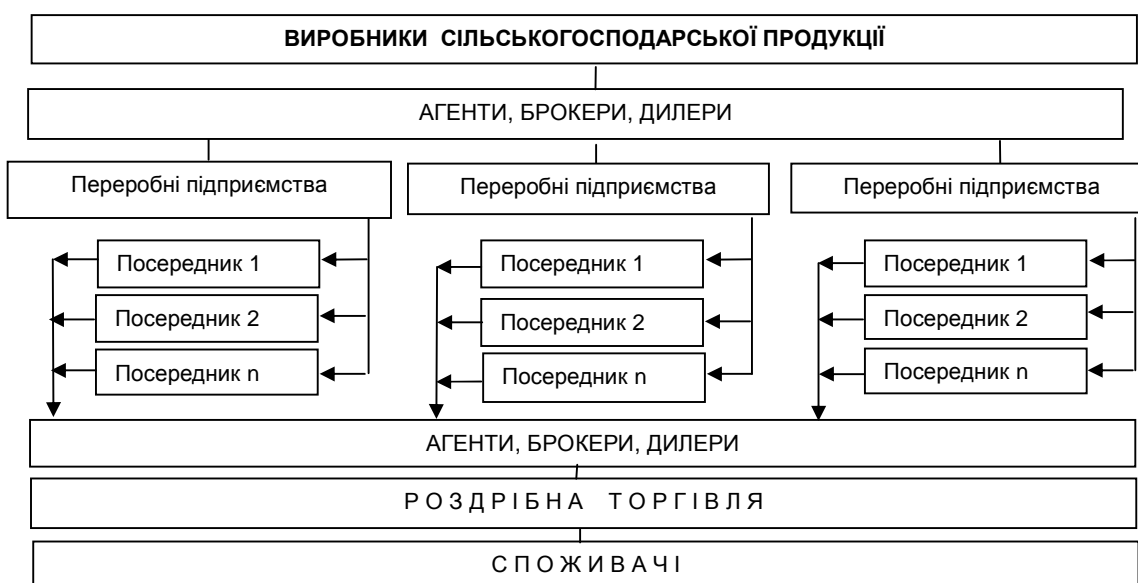 ВИРОБНИКИ СІЛЬСЬКОГОСПОДАРСЬКОЇ ПРОДУКЦІЇ
АГЕНТИ, БРОКЕРИ, ДИЛЕРИ
Переробні підприємства
Переробні підприємства
Переробні підприємства
Посередник 1
Посередник 1
Посередник 1
Посередник 2
Посередник 2
Посередник 2
Посередник n
Посередник n
Посередник n
АГЕНТИ, БРОКЕРИ, ДИЛЕРИ
Р О З Д Р І Б Н А Т О Р Г І В Л Я
С П О Ж И В А Ч І